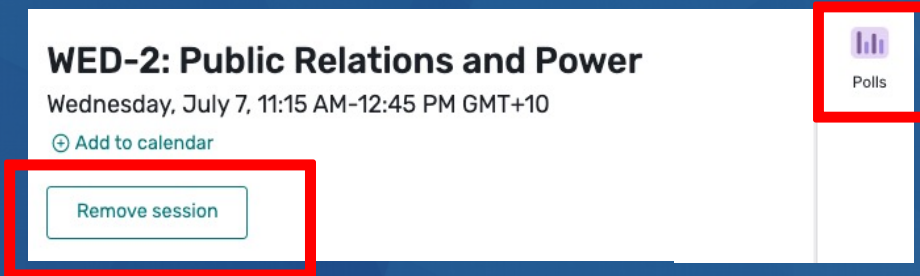 WED-2: Public Relations and Power
Wednesday, July 7, 11:15 AM-12:45 PM GMT+10
Add to calendar
Remove session
Polls